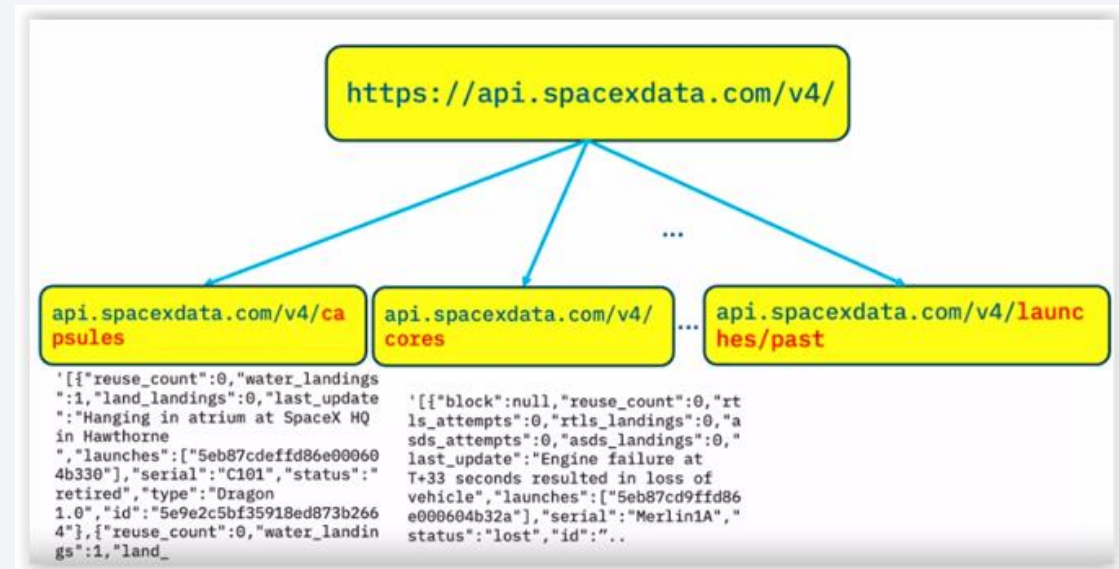 https://api.spacexdata.com/v4/
...
api.spacexdata.com/v4/ca
psules
api.spacexdata.com/v4/
cores
...
api.spacexdata.com/v4/launc
hes/past
'[{"reuse_count":0,"water_landings
":1,"land_landings":0,"last_update
":"Hanging in atrium at SpaceX HQ
in Hawthorne
","launches":["5eb87cdeffd86e00060
4b330"],"serial":"C101","status":"
retired","type":"Dragon
1.0","id":"5e9e2c5bf35918ed873b266
4"},{"reuse_count":0,"water_landin
gs":1,"land_
'[{"block":null,"reuse_count":0,"rt
ls_attempts":0,"rtls_landings":0,"a
sds_attempts":0,"asds_landings":0,"
last_update":"Engine failure at
T+33 seconds resulted in loss of
vehicle","launches":["5eb87cd9ffd86
e000604b32a"],"serial":"Merlin1A","
status":"lost","id":"..